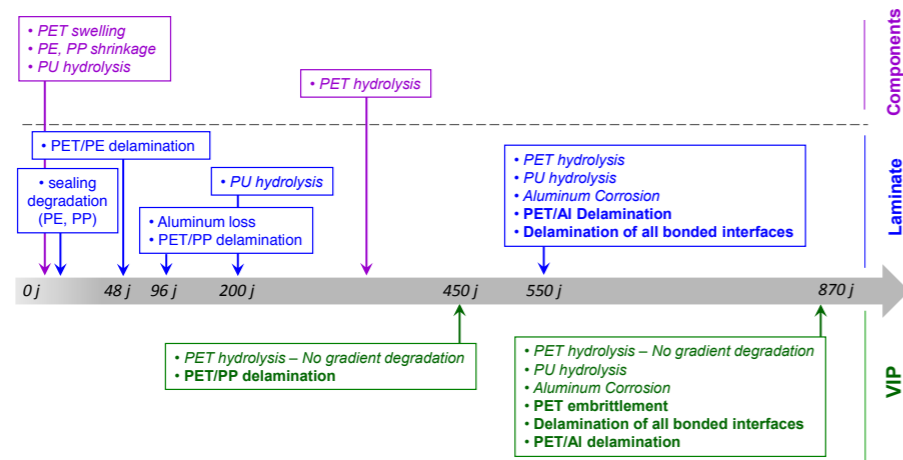 • PET swelling
• PE, PP shrinkage
• PU hydrolysis
• PET hydrolysis
Components
• PET/PE delamination
• sealing
degradation
(PE, PP)
• PU hydrolysis
• Aluminum loss
• PET/PP delamination
• PET hydrolysis
• PU hydrolysis
• Aluminum Corrosion
• PET/Al Delamination
• Delamination of all bonded interfaces
Laminate
0 j
48 j
96 j
200 j
450 j
550 j
870 j
• PET hydrolysis – No gradient degradation
• PET/PP delamination
• PET hydrolysis – No gradient degradation
• PU hydrolysis
• Aluminum Corrosion
• PET embrittlement
• Delamination of all bonded interfaces
• PET/Al delamination
VIP